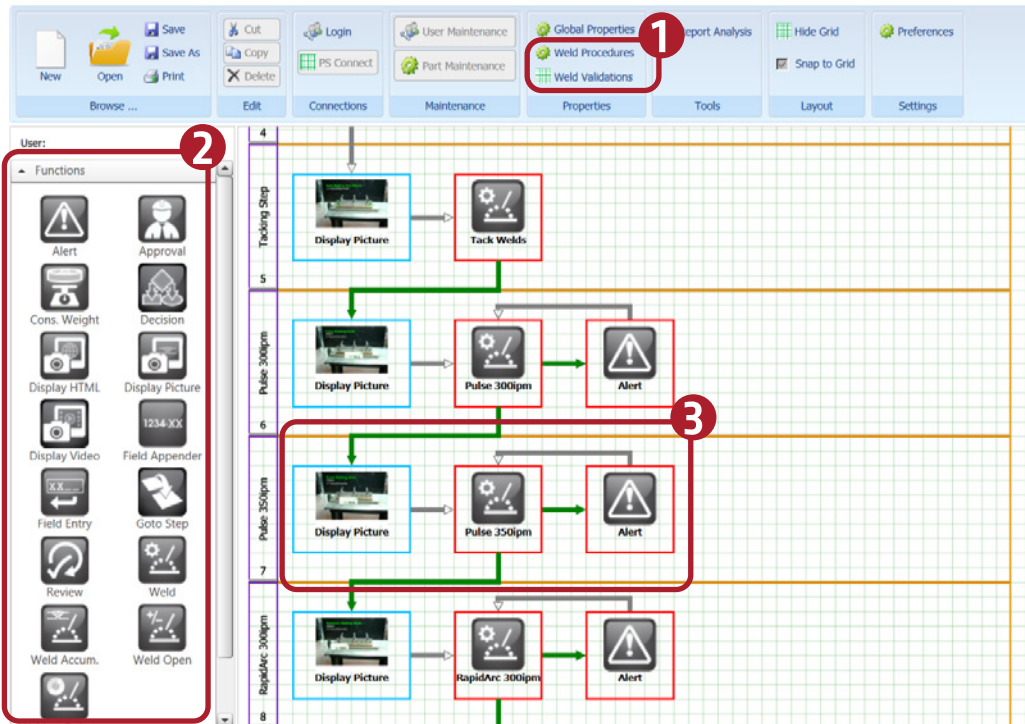 New
Open
Save
Save As
Print
Browse ...
Cut
Copy
Delete
Edit
Login
PS Connect
Connections
User Maintenance
Part Maintenance
Maintenance
Global Properties
Weld Procedures
Weld Validations
Properties
1
eport Analysis
Tools
Hide Grid
Snap to Grid
Layout
Preferences
Settings
User:
2
Functions
Alert
Approval
Cons. Weight
Decision
Display HTML
Display Picture
1234-XX
Display Video
Field Appender
XX
Field Entry
Goto Step
Review
Weld
Weld Accum.
Weld Open
4
Tacking Step
Display Picture
Tack Welds
5
Pulse 300ipm
Display Picture
Pulse 300ipm
Alert
6
3
Pulse 350ipm
Display Picture
Pulse 350ipm
Alert
7
RapidArc 300ipm
Display Picture
RapidArc 300ipm
Alert
8